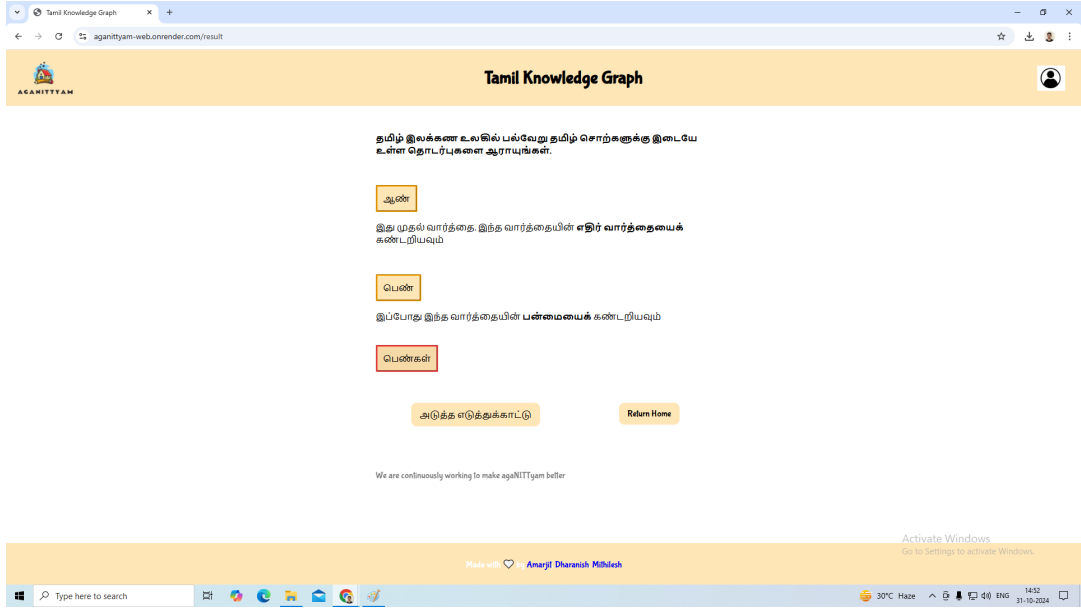 Tamil Knowledge Graph
aganittyam-web.onrender.com/result
AGANITTYAM
Tamil Knowledge Graph
தமிழ் இலக்கண உலகில் பல்வேறு தமிழ் சொற்களுக்கு இடையே
உள்ள தொடர்புகளை ஆராயுங்கள்.
ஆண்
இது முதல் வார்த்தை. இந்த வார்த்தையின் எதிர் வார்த்தையைக்
கண்டறியவும்
பெண்
இப்போது இந்த வார்த்தையின் பன்மையைக் கண்டறியவும்
பெண்கள்
அடுத்த எடுத்துக்காட்டு
Return Home
We are continuously working to make agaNITTyam better
Activate Windows
Go to Settings to activate Windows.
Made with by Amarjit Dharanish Mithilesh
Type here to search
30°C Haze
ENG
14:52
31-10-2024